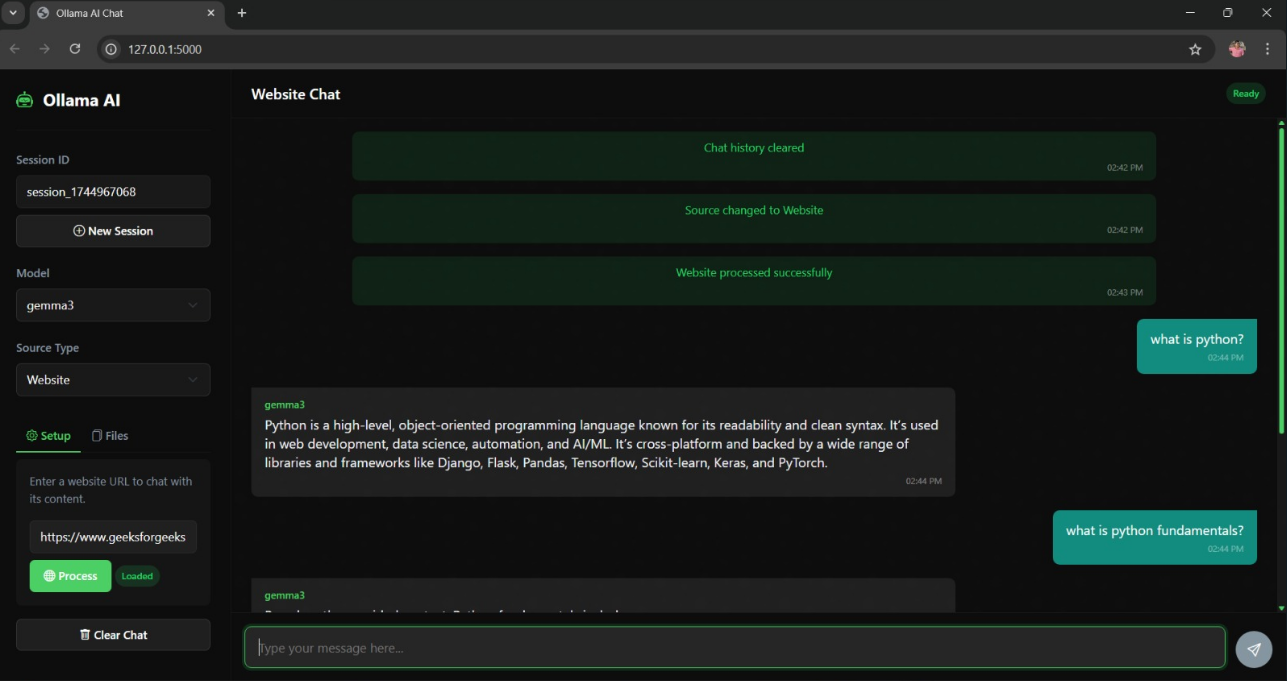 Ollama AI Chat
127.0.0.1:5000
Ollama AI
Session ID
session_1744967068
New Session
Model
gemma3
Source Type
Website
Setup
Files
Enter a website URL to chat with
its content.
https://www.geeksforgeeks
Process
Loaded
Clear Chat
Website Chat
Ready
Chat history cleared
02:42 PM
Source changed to Website
02:42 PM
Website processed successfully
02:43 PM
what is python?
02:44 PM
gemma3
Python is a high-level, object-oriented programming language known for its readability and clean syntax. It's used
in web development, data science, automation, and AI/ML. It's cross-platform and backed by a wide range of
libraries and frameworks like Django, Flask, Pandas, Tensorflow, Scikit-learn, Keras, and PyTorch.
02:44 PM
what is python fundamentals?
02:44 PM
gemma3
Type your message here...